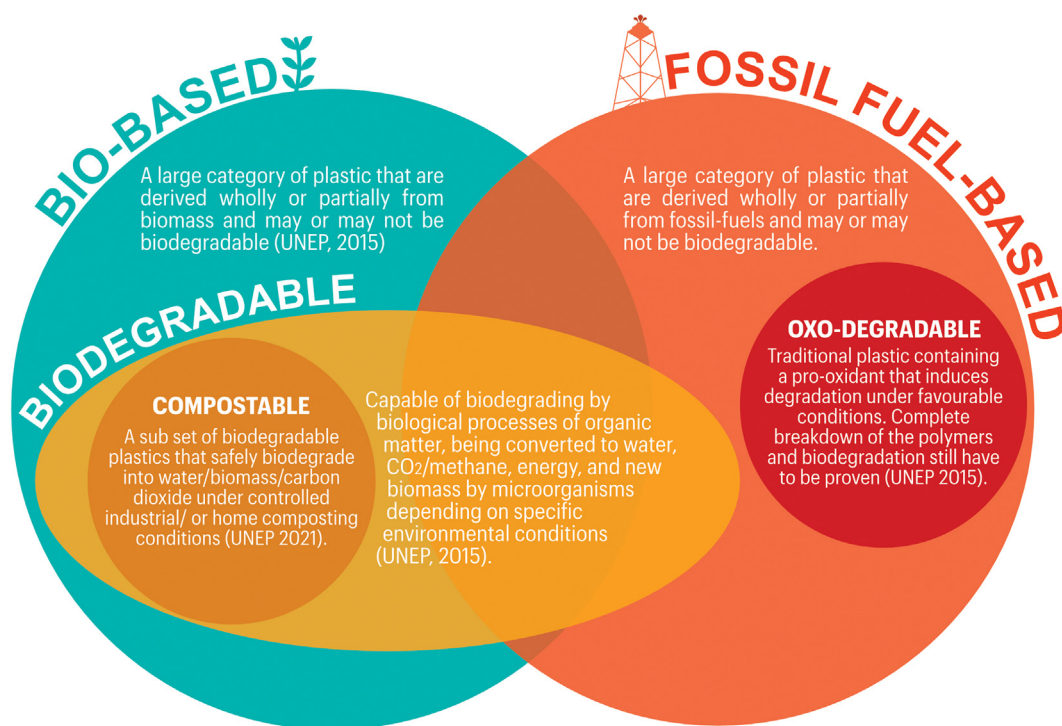 BIO-BASED
A large category of plastic that are
derived wholly or partially from
biomass and may or may not be
biodegradable (UNEP, 2015)
FOSSIL FUEL-BASED
A large category of plastic that
are derived wholly or partially
from fossil-fuels and may or may
not be biodegradable.
BIODEGRADABLE
COMPOSTABLE
A sub set of biodegradable
plastics that safely biodegrade
into water/biomass/carbon
dioxide under controlled
industrial/ or home composting
conditions (UNEP 2021).
Capable of biodegrading by
biological processes of organic
matter, being converted to water,
CO2/methane, energy, and new
biomass by microorganisms
depending on specific
environmental conditions
(UNEP, 2015).
OXO-DEGRADABLE
Traditional plastic containing
a pro-oxidant that induces
degradation under favourable
conditions. Complete
breakdown of the polymers
and biodegradation still have
to be proven (UNEP 2015).